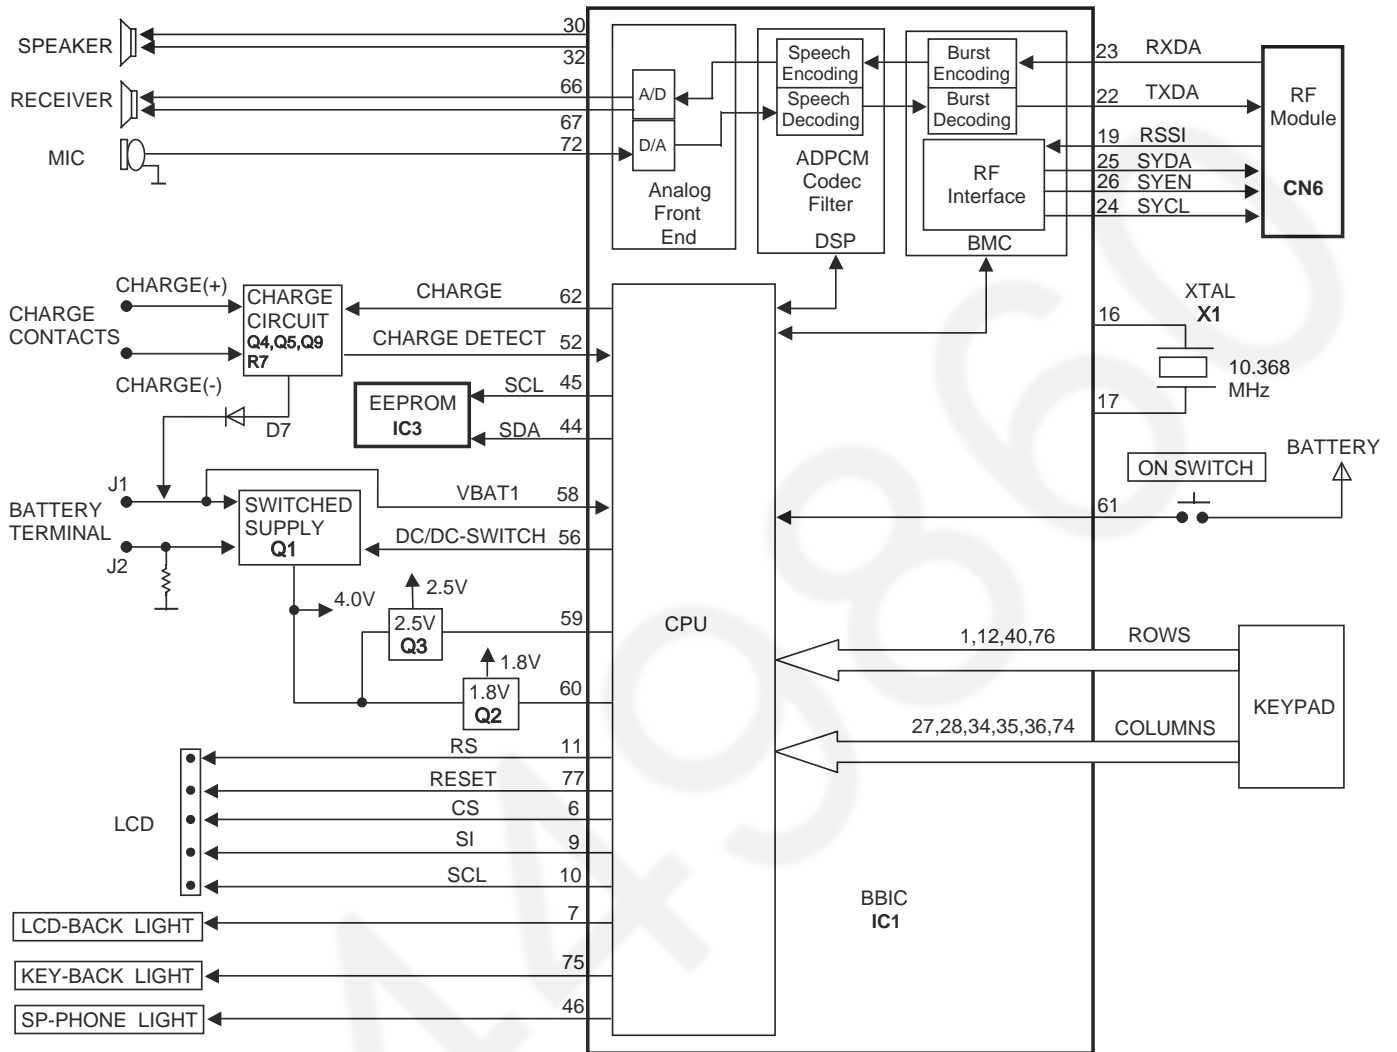 SPEAKER
30
32
RECEIVER
66
67
MIC
72
A/D
D/A
Analog
Front
End
Speech
Encoding
Speech
Decoding
ADPCM
Codec
Filter
DSP
Burst
Encoding
Burst
Decoding
RF
Interface
BMC
23 RXDA
22 TXDA
19 RSSI
25 SYDA
26 SYEN
24 SYCL
RF
Module
CN6
CHARGE
CONTACTS
CHARGE(+)
CHARGE(-)
CHARGE
CIRCUIT
Q4,Q5,Q9
R7
CHARGE 62
CHARGE DETECT 52
D7
EEPROM
IC3
SCL 45
SDA 44
16
17
XTAL
X1
10.368
MHz
BATTERY
ON SWITCH
61
BATTERY
TERMINAL
J1
J2
SWITCHED
SUPPLY
Q1
VBAT1 58
DC/DC-SWITCH 56
4.0V
2.5V
2.5V
Q3
59
1.8V
1.8V
Q2
60
CPU
1,12,40,76 ROWS
27,28,34,35,36,74 COLUMNS
KEYPAD
LCD
RS 11
RESET 77
CS 6
SI 9
SCL 10
LCD-BACK LIGHT 7
KEY-BACK LIGHT 75
SP-PHONE LIGHT 46
BBIC
IC1
149860